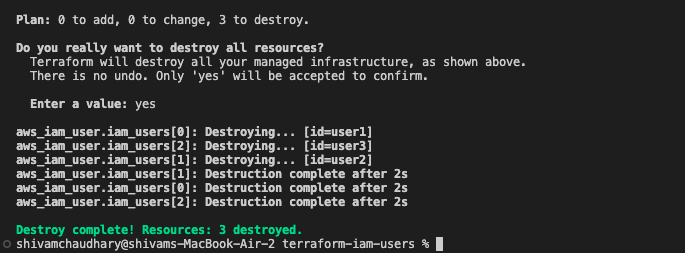 Plan: 0 to add, 0 to change, 3 to destroy.
Do you really want to destroy all resources?
Terraform will destroy all your managed infrastructure, as shown above.
There is no undo. Only 'yes' will be accepted to confirm.
Enter a value: yes
aws_iam_user.iam_users[0]: Destroying... [id=user1]
aws_iam_user.iam_users[2]: Destroying... [id=user3]
aws_iam_user.iam_users[1]: Destroying... [id=user2]
aws_iam_user.iam_users[1]: Destruction complete after 2s
aws_iam_user.iam_users[0]: Destruction complete after 2s
aws_iam_user.iam_users[2]: Destruction complete after 2s
Destroy complete! Resources: 3 destroyed.
shivamchaudhary@shivams-MacBook-Air-2 terraform-iam-users %